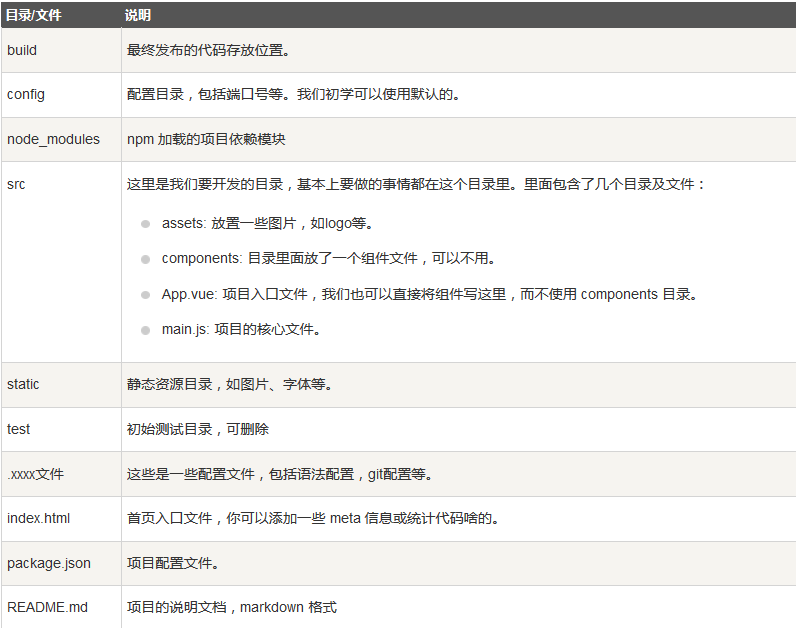 目录/文件 说明
build 最终发布的代码存放位置。
config 配置目录，包括端口号等。我们初学可以使用默认的。
node_modules npm 加载的项目依赖模块
src 这里是我们要开发的目录，基本上要做的事情都在这个目录里。里面包含了几个目录及文件：
assets: 放置一些图片，如logo等。
components: 目录里面放了一个组件文件，可以不用。
App.vue: 项目入口文件，我们也可以直接将组件写这里，而不使用 components 目录。
main.js: 项目的核心文件。
static 静态资源目录，如图片、字体等。
test 初始测试目录，可删除
.xxxx文件 这些是一些配置文件，包括语法配置，git配置等。
index.html 首页入口文件，你可以添加一些 meta 信息或统计代码啥的。
package.json 项目配置文件。
README.md 项目的说明文档，markdown 格式